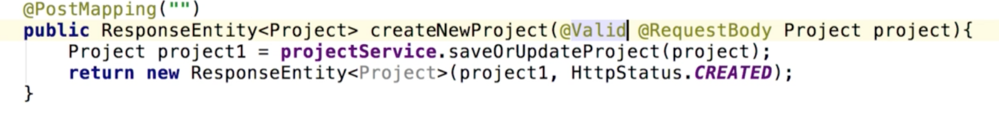 @PostMapping("")
public ResponseEntity<Project> createNewProject(@Valid @RequestBody Project project){
    Project project1 = projectService.saveOrUpdateProject(project);
    return new ResponseEntity<Project>(project1, HttpStatus.CREATED);
}